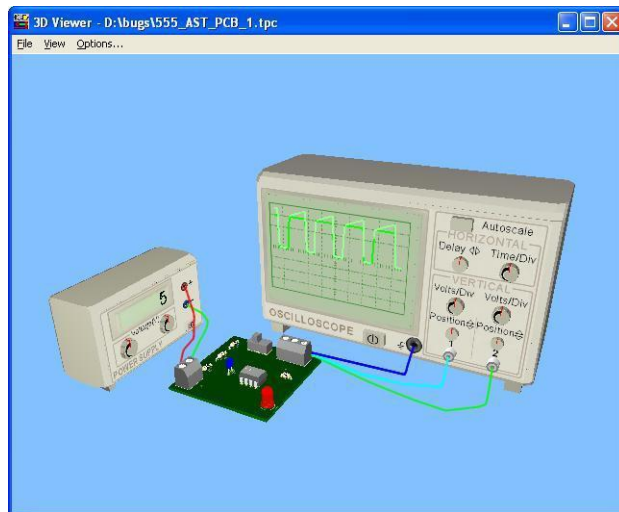 3D Viewer - D:\bugs\555_AST_PCB_1.tpc
File View Options...
Autoscale
HORIZONTAL
Delay Time/Div
VERTICAL
Volts/Div Volts/Div
Position Position
1 2
OSCILLOSCOPE
5
POWER SUPPLY